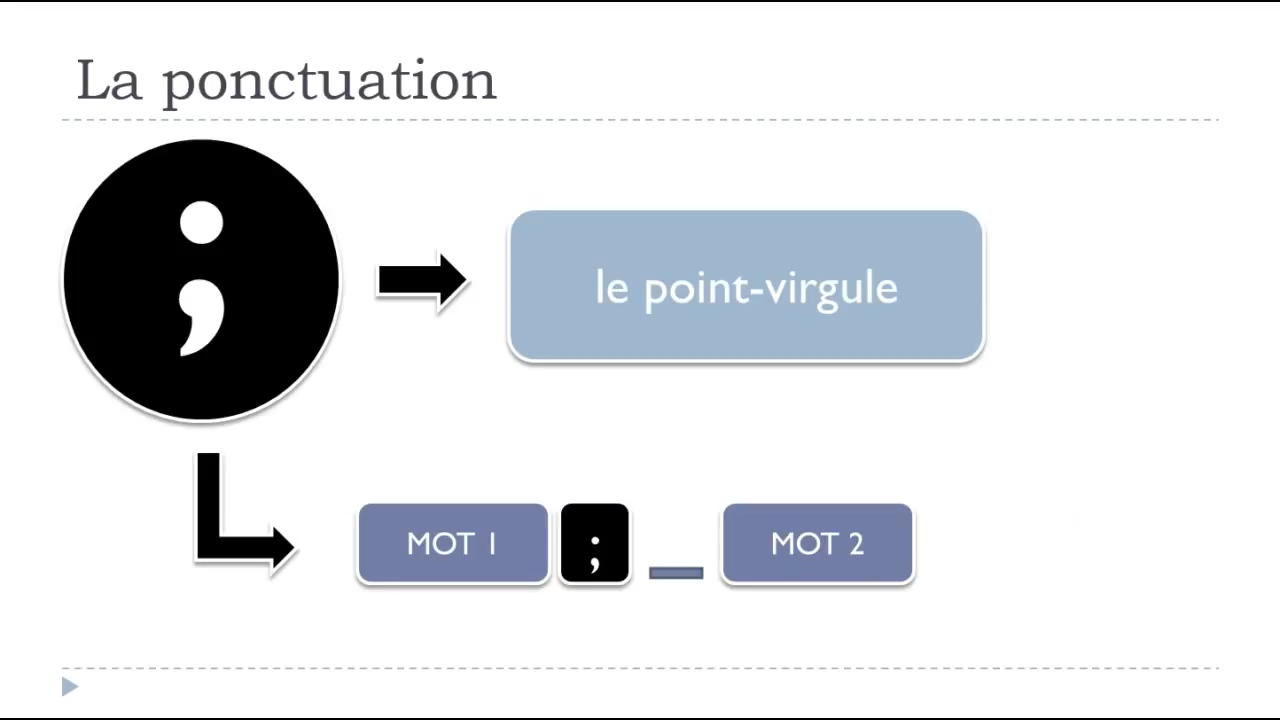 La ponctuation
;
le point-virgule
MOT 1 ; _ MOT 2